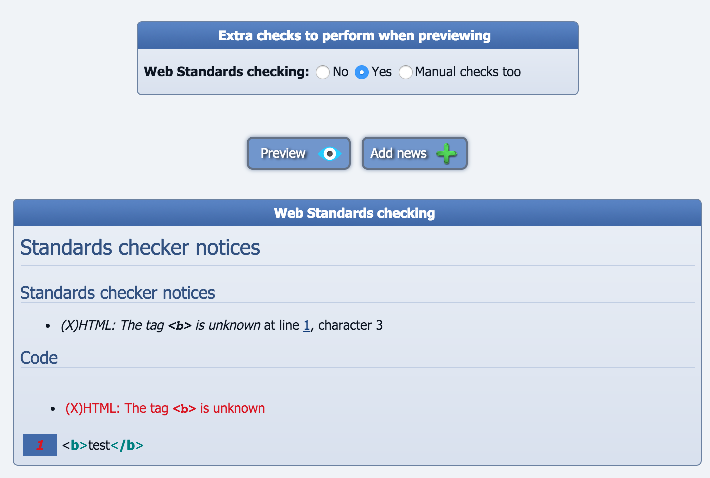 Extra checks to perform when previewing
Web Standards checking: No Yes Manual checks too
Preview Add news
Web Standards checking
Standards checker notices
Standards checker notices
(X)HTML: The tag <b> is unknown at line 1, character 3
Code
(X)HTML: The tag <b> is unknown
1 <b>test</b>